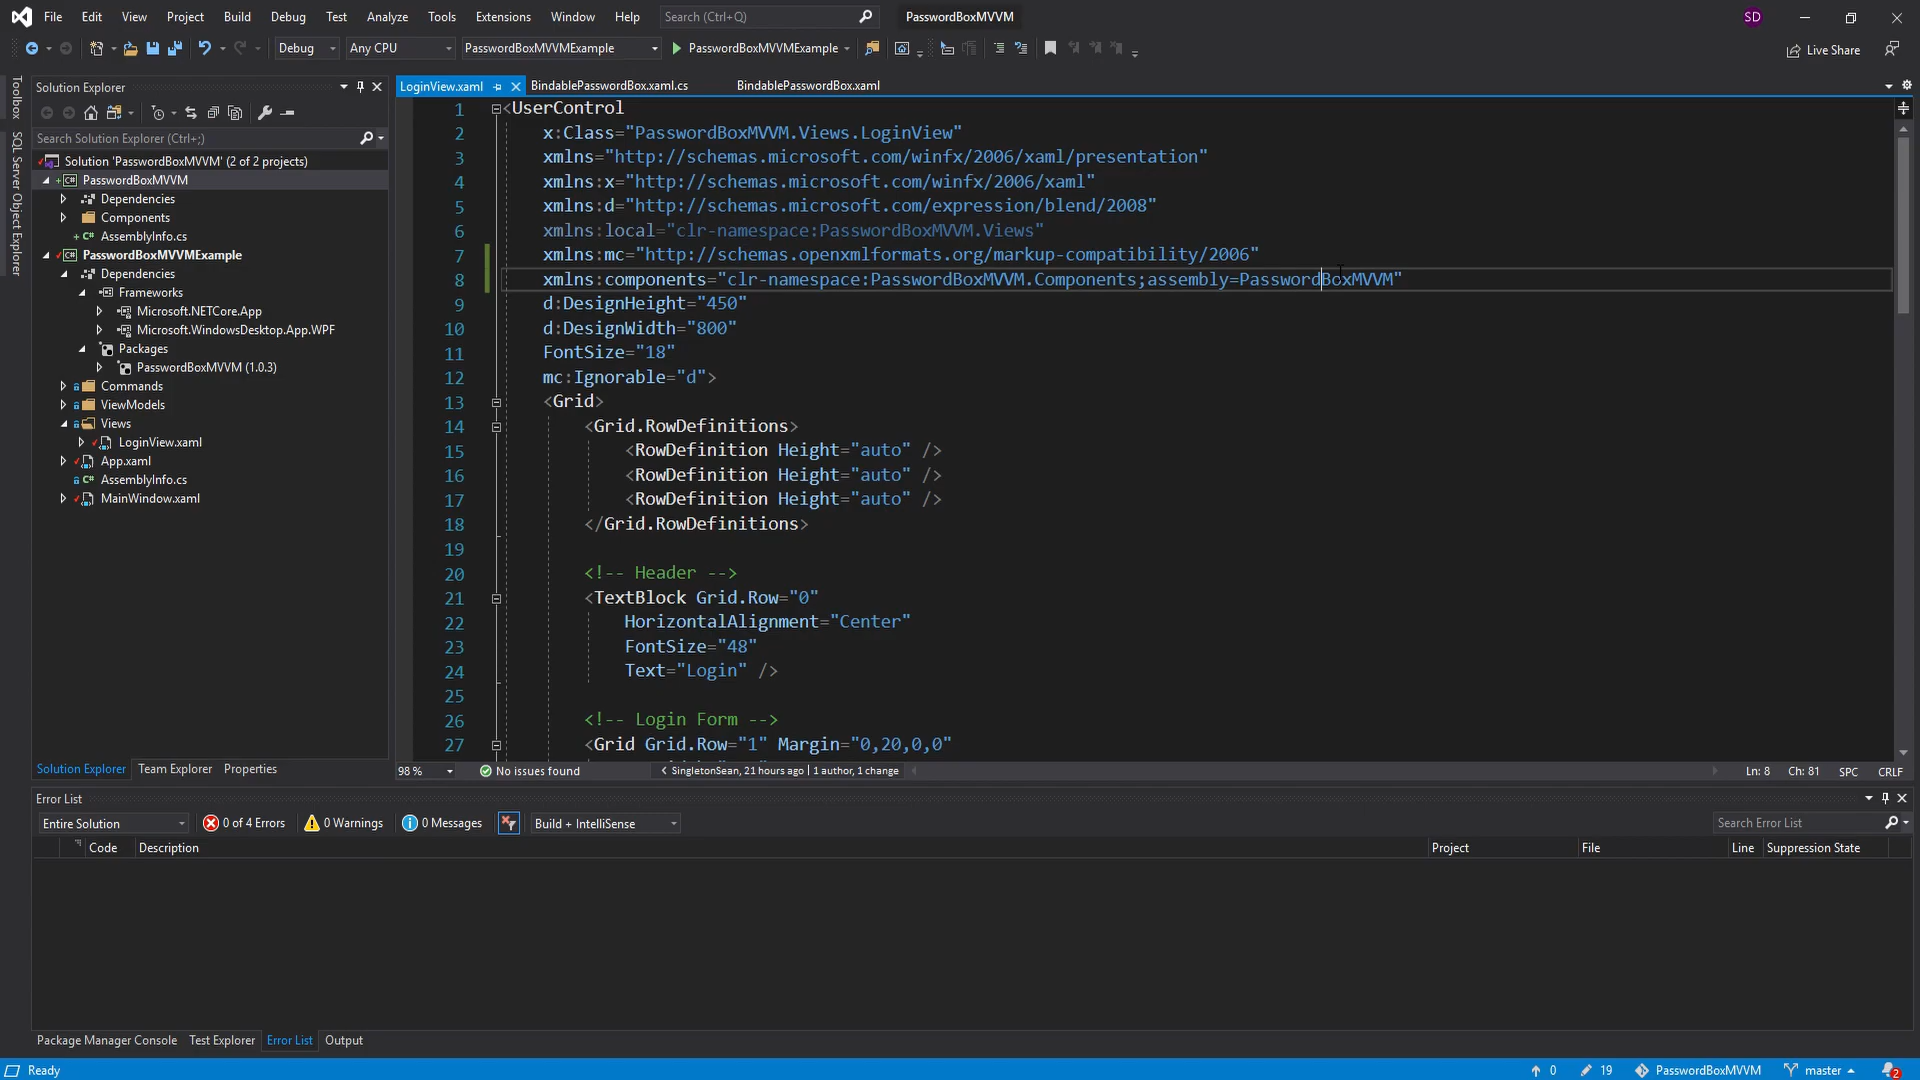 File Edit View Project Build Debug Test Analyze Tools Extensions Window Help Search (Ctrl+Q) PasswordBoxMVVM SD
Debug Any CPU PasswordBoxMVVMExample PasswordBoxMVVMExample Live Share
Toolbox
SQL Server Object Explorer
Solution Explorer
Search Solution Explorer (Ctrl+;)
Solution 'PasswordBoxMVVM' (2 of 2 projects)
PasswordBoxMVVM
Dependencies
Components
AssemblyInfo.cs
PasswordBoxMVVMExample
Dependencies
Frameworks
Microsoft.NETCore.App
Microsoft.WindowsDesktop.App.WPF
Packages
PasswordBoxMVVM (1.0.3)
Commands
ViewModels
Views
LoginView.xaml
App.xaml
AssemblyInfo.cs
MainWindow.xaml
Solution Explorer Team Explorer Properties
LoginView.xaml BindablePasswordBox.xaml.cs BindablePasswordBox.xaml
1 <UserControl
2 x:Class="PasswordBoxMVVM.Views.LoginView"
3 xmlns="http://schemas.microsoft.com/winfx/2006/xaml/presentation"
4 xmlns:x="http://schemas.microsoft.com/winfx/2006/xaml"
5 xmlns:d="http://schemas.microsoft.com/expression/blend/2008"
6 xmlns:local="clr-namespace:PasswordBoxMVVM.Views"
7 xmlns:mc="http://schemas.openxmlformats.org/markup-compatibility/2006"
8 xmlns:components="clr-namespace:PasswordBoxMVVM.Components;assembly=PasswordBoxMVVM"
9 d:DesignHeight="450"
10 d:DesignWidth="800"
11 FontSize="18"
12 mc:Ignorable="d">
13 <Grid>
14 <Grid.RowDefinitions>
15 <RowDefinition Height="auto" />
16 <RowDefinition Height="auto" />
17 <RowDefinition Height="auto" />
18 </Grid.RowDefinitions>
19
20 <!-- Header -->
21 <TextBlock Grid.Row="0"
22 HorizontalAlignment="Center"
23 FontSize="48"
24 Text="Login" />
25
26 <!-- Login Form -->
27 <Grid Grid.Row="1" Margin="0,20,0,0"
98 % No issues found SingletonSean, 21 hours ago | 1 author, 1 change Ln: 8 Ch: 81 SPC CRLF
Error List
Entire Solution 0 of 4 Errors 0 Warnings 0 Messages Build + IntelliSense Search Error List
Code Description Project File Line Suppression State
Package Manager Console Test Explorer Error List Output
Ready 0 19 PasswordBoxMVVM master 2